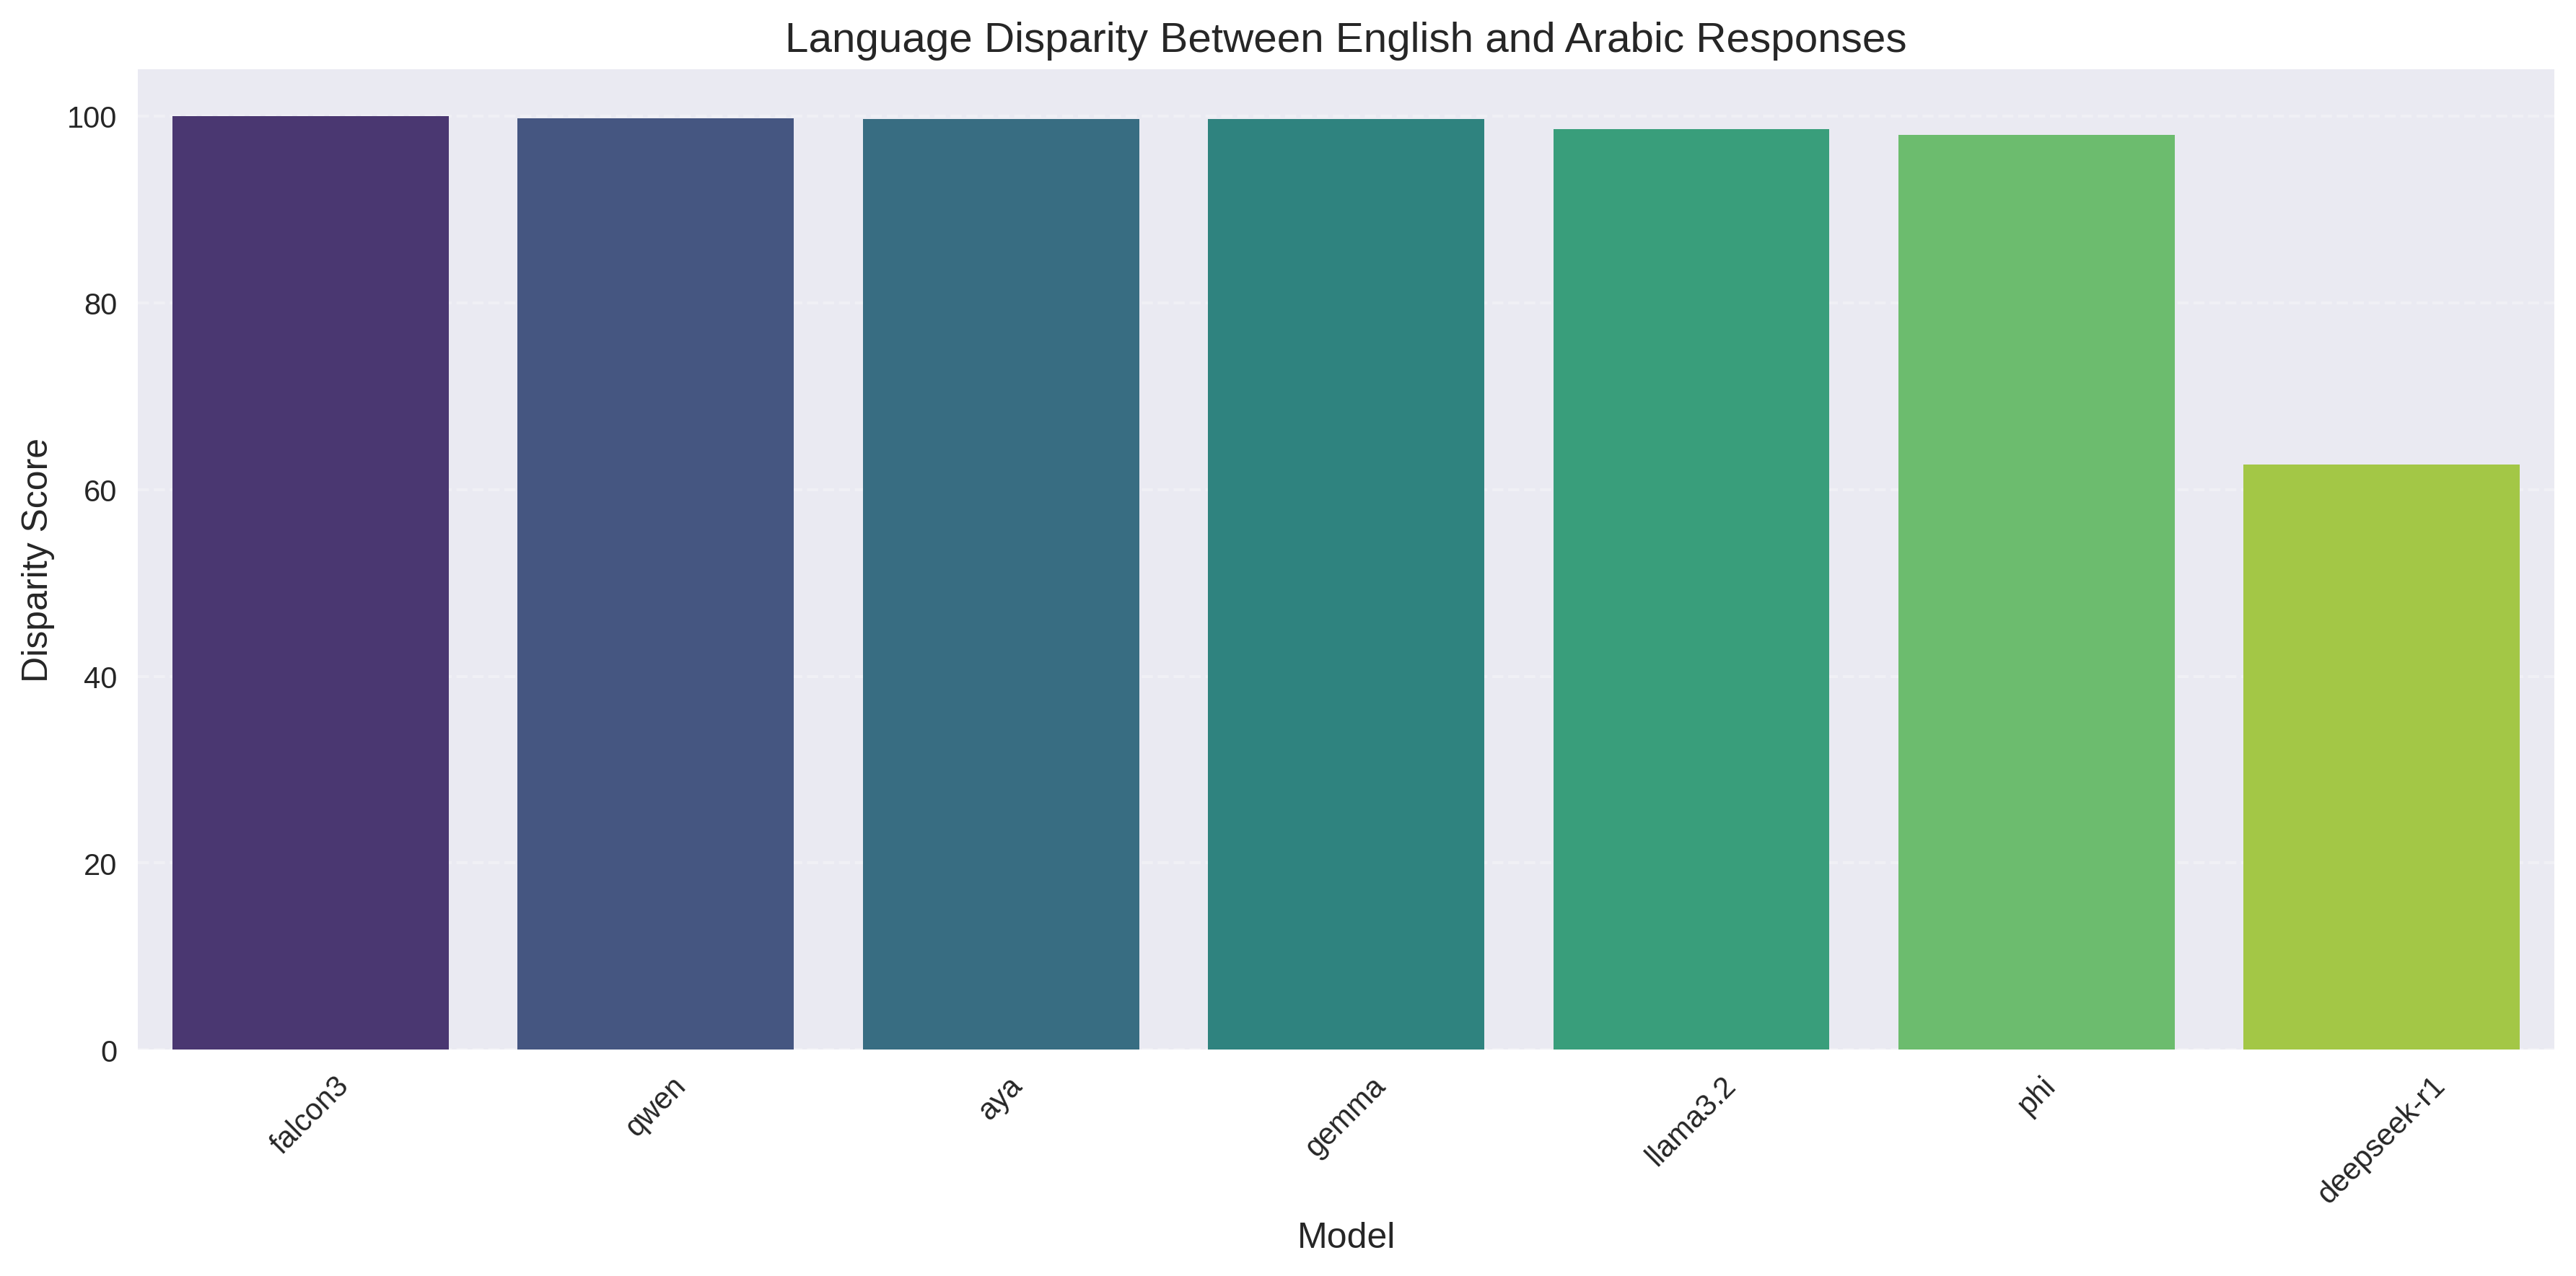 Language Disparity Between English and Arabic Responses
100
80
60
40
20
0
Disparity Score
falcon3
qwen
aya
gemma
llama3.2
phi
deepseek-r1
Model